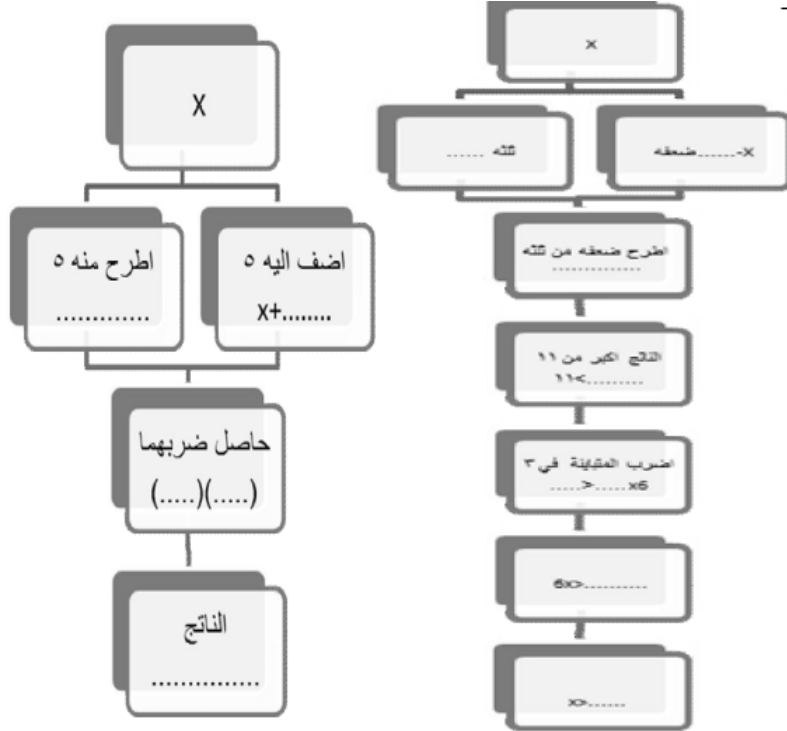 X
اطرح منه ٥
.............
اضف اليه ٥
x+........
حاصل ضربهما
(.....)(.....)
الناتج
...............
x
ثلثه ......
ضعفه......-x
اطرح ضعفه من ثلثه
..............
الناتج اكبر من ١١
.........>١١
اضرب المتباينة في ٣
.....>......x6
6x>..........
x>......